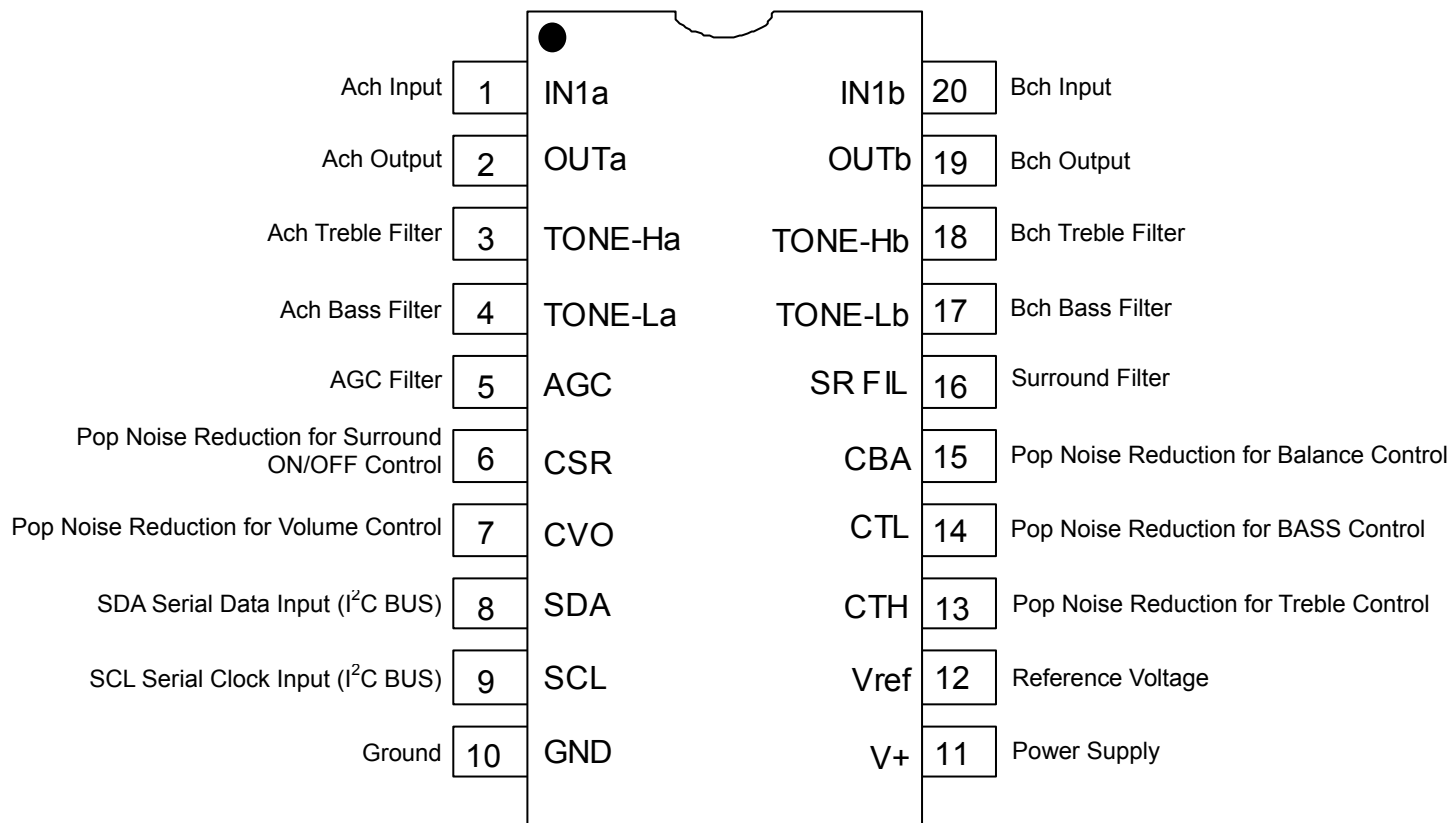 Ach Input 1 IN1a IN1b 20 Bch Input
Ach Output 2 OUTa OUTb 19 Bch Output
Ach Treble Filter 3 TONE-Ha TONE-Hb 18 Bch Treble Filter
Ach Bass Filter 4 TONE-La TONE-Lb 17 Bch Bass Filter
AGC Filter 5 AGC SR FIL 16 Surround Filter
Pop Noise Reduction for Surround
ON/OFF Control 6 CSR CBA 15 Pop Noise Reduction for Balance Control
Pop Noise Reduction for Volume Control 7 CVO CTL 14 Pop Noise Reduction for BASS Control
SDA Serial Data Input (I²C BUS) 8 SDA CTH 13 Pop Noise Reduction for Treble Control
SCL Serial Clock Input (I²C BUS) 9 SCL Vref 12 Reference Voltage
Ground 10 GND V+ 11 Power Supply